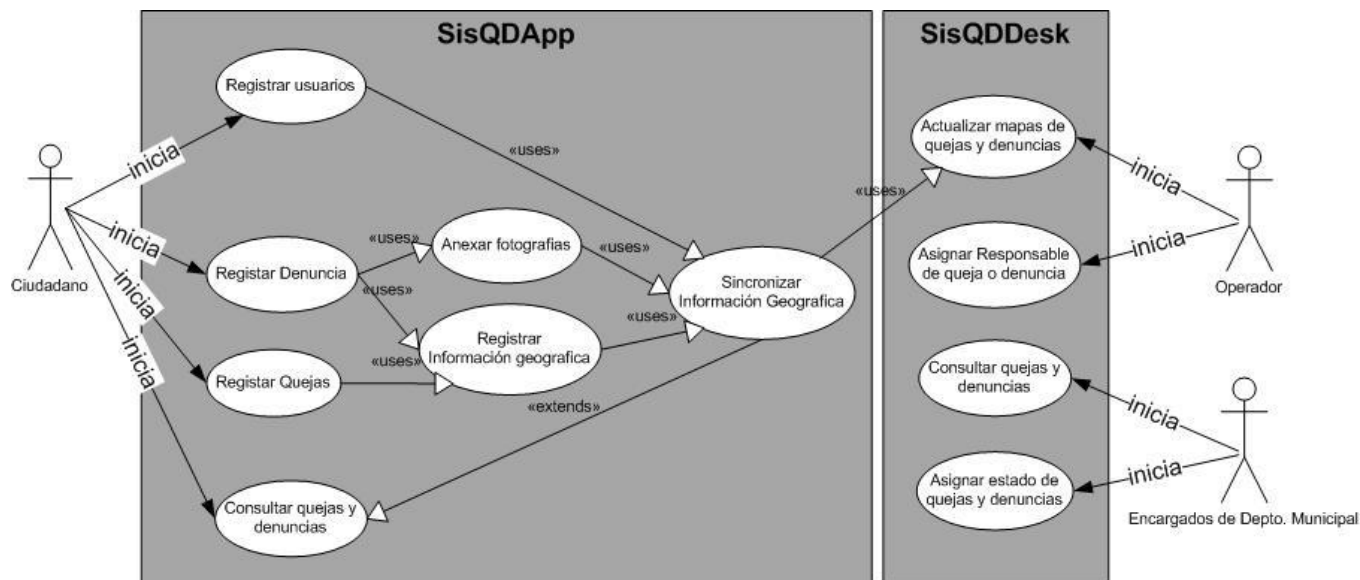 SisQDApp
SisQDDesk
Registrar usuarios
inicia
«uses»
Actualizar mapas de
quejas y denuncias
inicia
«uses»
Ciudadano
inicia
Registar Denuncia
«uses»
Anexar fotografias
«uses»
«uses»
Sincronizar
Información Geografica
Asignar Responsable
de queja o denuncia
inicia
Operador
inicia
Registar Quejas
«uses»
Registrar
Información geografica
«uses»
inicia
«extends»
Consultar quejas y
denuncias
Consultar quejas y
denuncias
inicia
Asignar estado de
quejas y denuncias
inicia
Encargados de Depto. Municipal